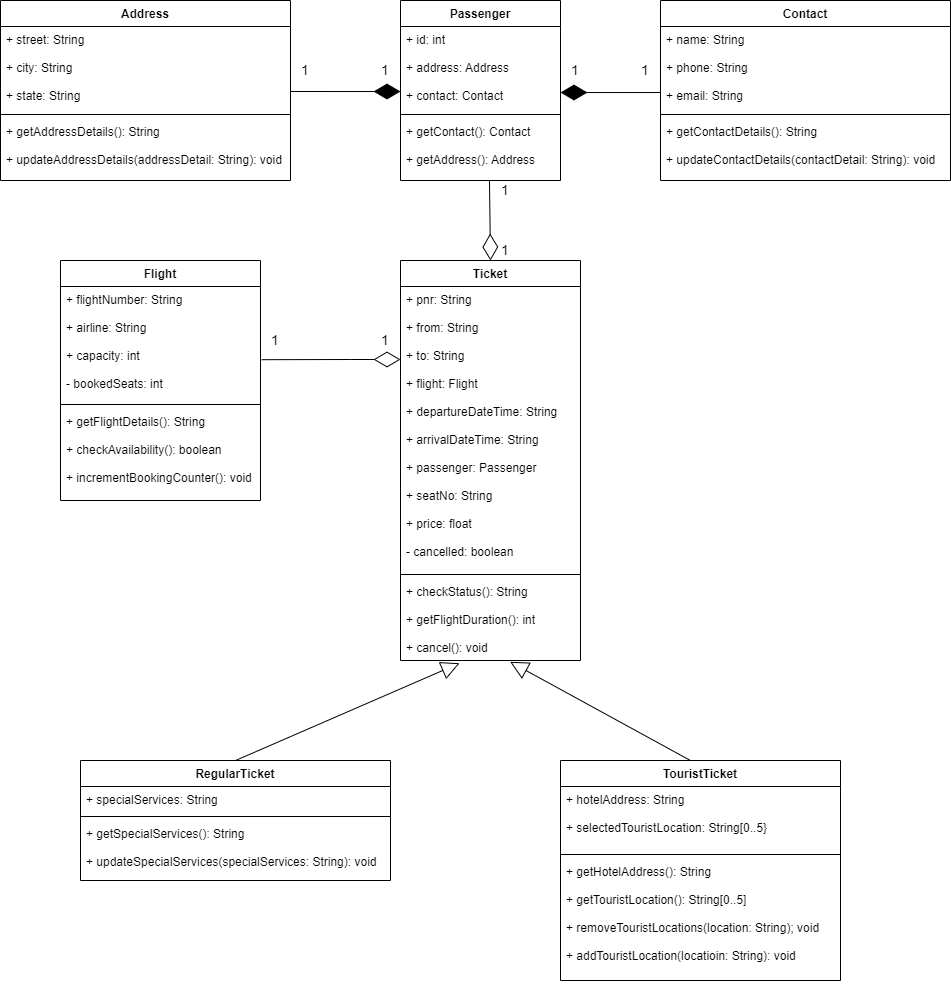 Address
+ street: String
+ city: String
+ state: String
+ getAddressDetails(): String
+ updateAddressDetails(addressDetail: String): void
1
1
Passenger
+ id: int
+ address: Address
+ contact: Contact
+ getContact(): Contact
+ getAddress(): Address
1
1
Contact
+ name: String
+ phone: String
+ email: String
+ getContactDetails(): String
+ updateContactDetails(contactDetail: String): void
1
1
Flight
+ flightNumber: String
+ airline: String
+ capacity: int
- bookedSeats: int
+ getFlightDetails(): String
+ checkAvailability(): boolean
+ incrementBookingCounter(): void
1
1
Ticket
+ pnr: String
+ from: String
+ to: String
+ flight: Flight
+ departureDateTime: String
+ arrivalDateTime: String
+ passenger: Passenger
+ seatNo: String
+ price: float
- cancelled: boolean
+ checkStatus(): String
+ getFlightDuration(): int
+ cancel(): void
RegularTicket
+ specialServices: String
+ getSpecialServices(): String
+ updateSpecialServices(specialServices: String): void
TouristTicket
+ hotelAddress: String
+ selectedTouristLocation: String[0..5}
+ getHotelAddress(): String
+ getTouristLocation(): String[0..5]
+ removeTouristLocations(location: String); void
+ addTouristLocation(locatioin: String): void